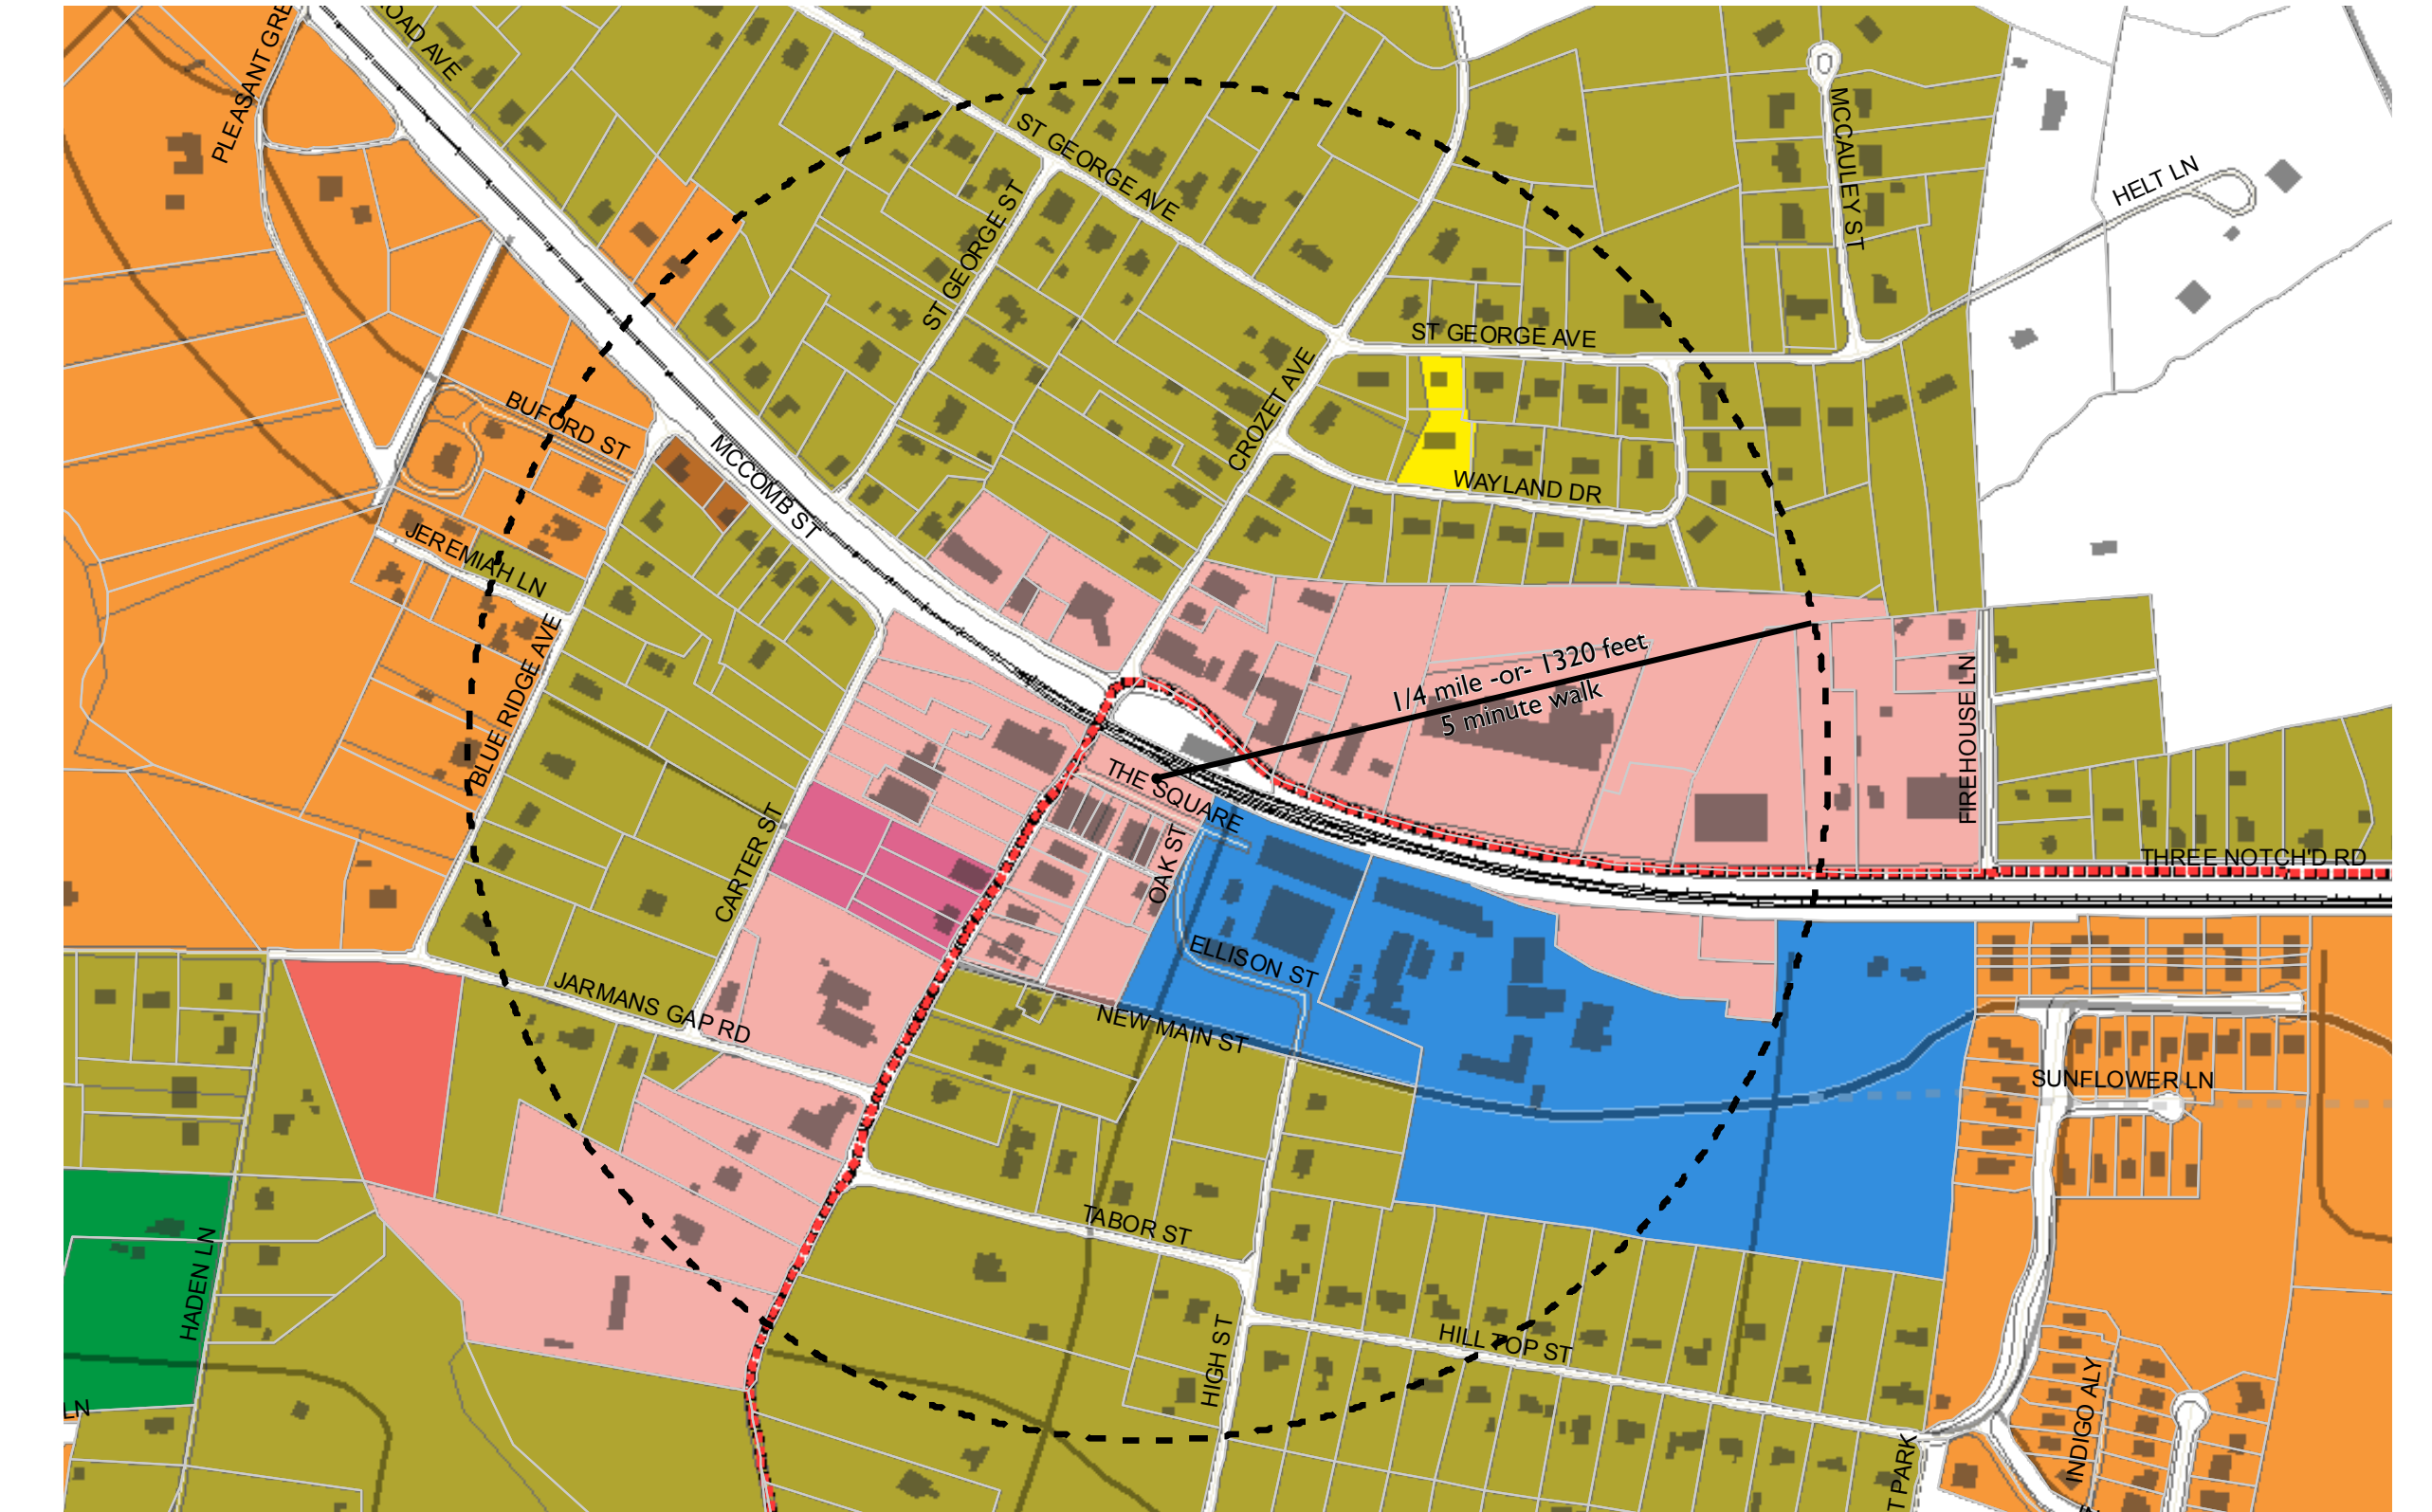 PLEASANT GRE
ROAD AVE
ST GEORGE AVE
MCCAULEY ST
HELT LN
ST GEORGE ST
ST GEORGE AVE
CROZET AVE
BUFORD ST
MCCOMB ST
WAYLAND DR
JEREMIAH LN
BLUE RIDGE AVE
1/4 mile -or- 1320 feet
5 minute walk
FIREHOUSE LN
THE SQUARE
CARTER ST
OAK ST
THREE NOTCH'D RD
ELLISON ST
JARMANS GAP RD
NEW MAIN ST
SUNFLOWER LN
TABOR ST
HADEN LN
HILL TOP ST
HIGH ST
INDIGO ALY
LN
T PARK